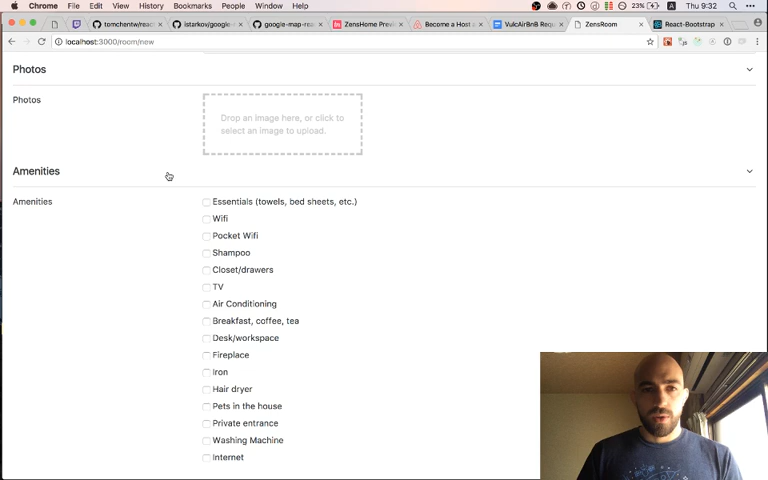 Chrome File Edit View History Bookmarks People Window Help 23% A Thu 9:32
tomchentw/reac istarkov/google-r google-map-rea ZensHome Previ Become a Host a VulcAirBnB Requ ZensRoom React-Bootstrap
localhost:3000/room/new
Photos
Photos
Drop an image here, or click to
select an image to upload.
Amenities
Amenities
Essentials (towels, bed sheets, etc.)
Wifi
Pocket Wifi
Shampoo
Closet/drawers
TV
Air Conditioning
Breakfast, coffee, tea
Desk/workspace
Fireplace
Iron
Hair dryer
Pets in the house
Private entrance
Washing Machine
Internet